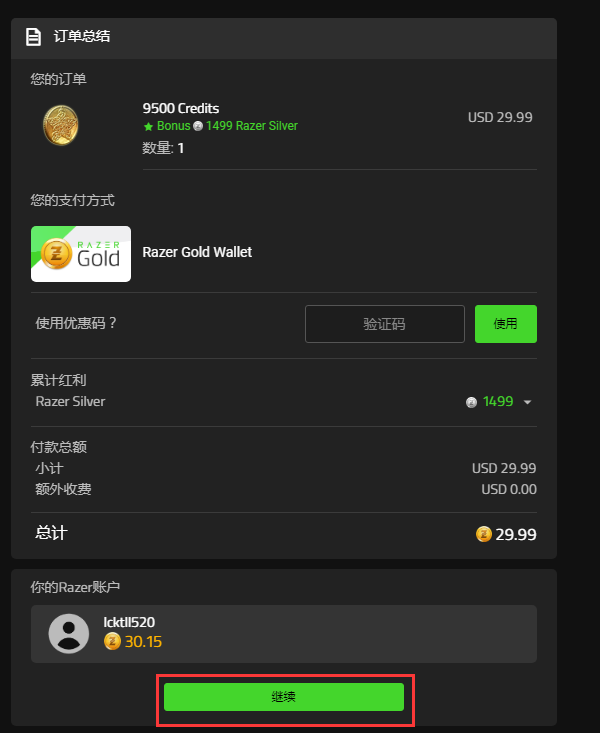 订单总结
您的订单
9500 Credits
USD 29.99
Bonus 1499 Razer Silver
数量: 1
您的支付方式
RAZER
Gold
Razer Gold Wallet
使用优惠码？
验证码
使用
累计红利
Razer Silver
1499
付款总额
小计
USD 29.99
额外收费
USD 0.00
总计
29.99
你的Razer账户
lcktll520
30.15
继续